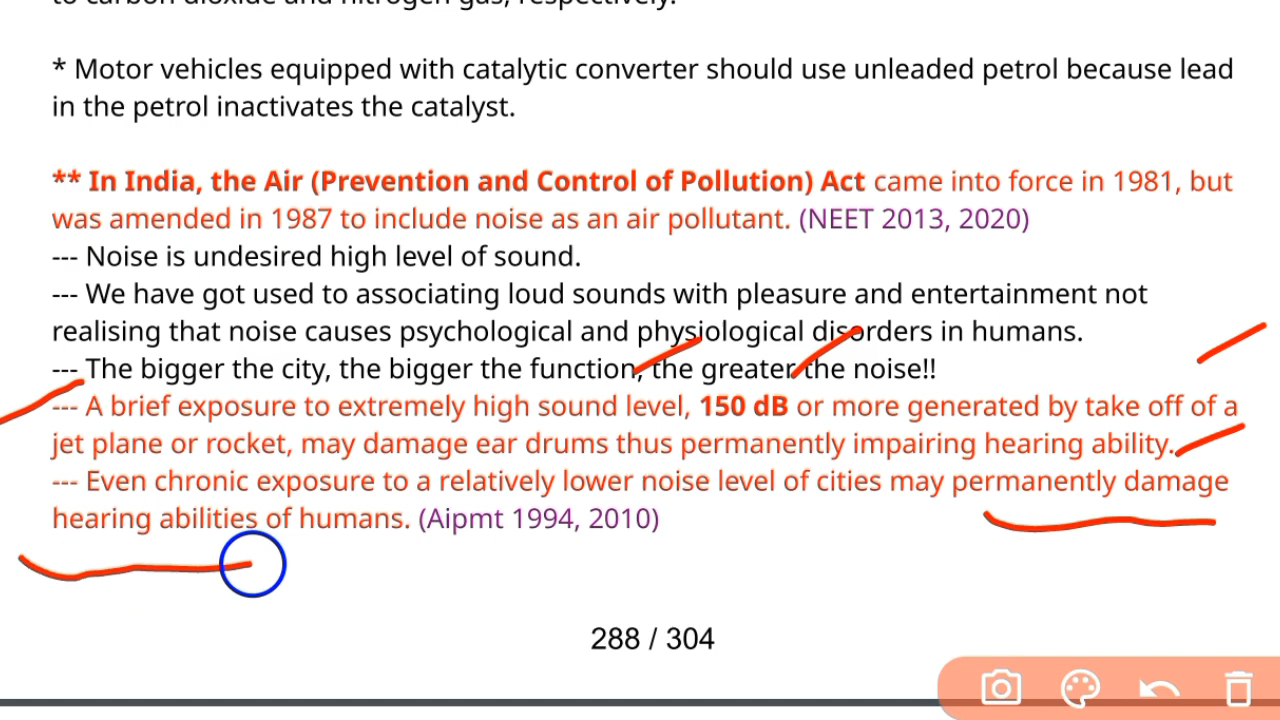 to carbon dioxide and nitrogen gas, respectively.
* Motor vehicles equipped with catalytic converter should use unleaded petrol because lead
in the petrol inactivates the catalyst.
** In India, the Air (Prevention and Control of Pollution) Act came into force in 1981, but
was amended in 1987 to include noise as an air pollutant. (NEET 2013, 2020)
--- Noise is undesired high level of sound.
--- We have got used to associating loud sounds with pleasure and entertainment not
realising that noise causes psychological and physiological disorders in humans.
--- The bigger the city, the bigger the function, the greater the noise!!
--- A brief exposure to extremely high sound level, 150 dB or more generated by take off of a
jet plane or rocket, may damage ear drums thus permanently impairing hearing ability.
--- Even chronic exposure to a relatively lower noise level of cities may permanently damage
hearing abilities of humans. (Aipmt 1994, 2010)
288 / 304